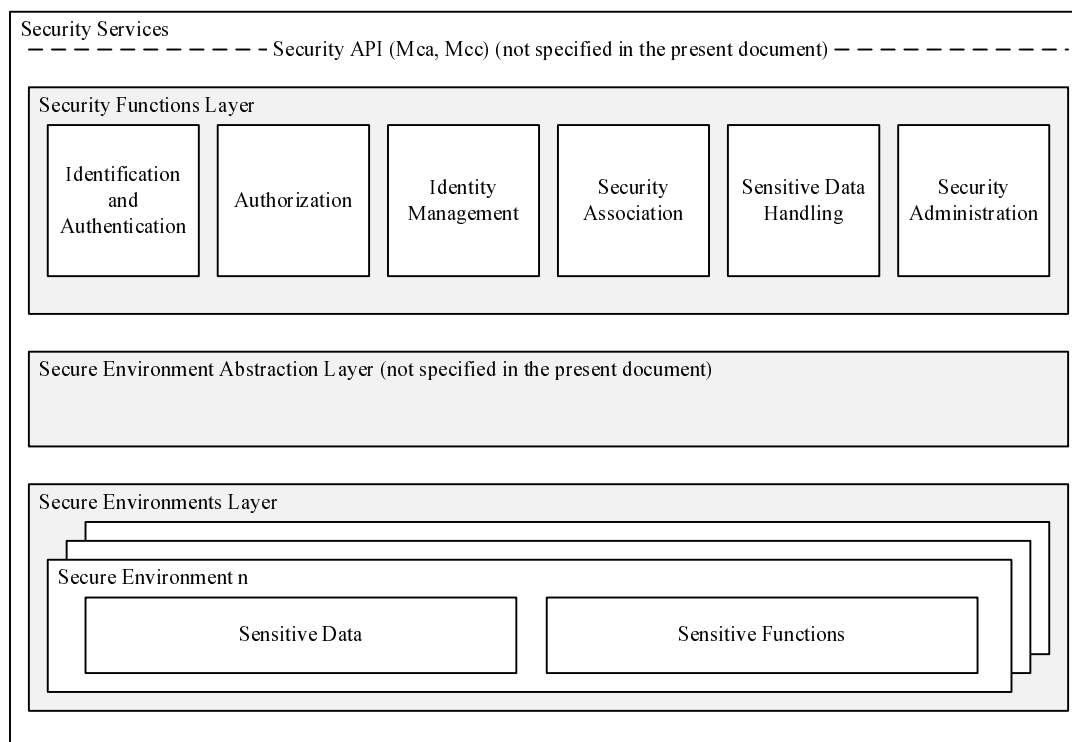 Security Services
Security API (Mca, Mcc) (not specified in the present document)
Security Functions Layer
Identification
and
Authentication
Authorization
Identity
Management
Security
Association
Sensitive Data
Handling
Security
Administration
Secure Environment Abstraction Layer (not specified in the present document)
Secure Environments Layer
Secure Environment n
Sensitive Data
Sensitive Functions